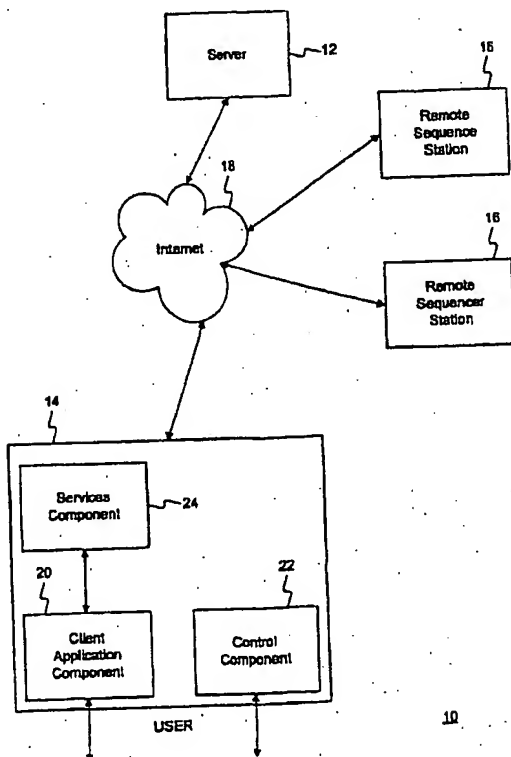 Server
12
16
Remote
Sequence
Station
18
Internet
16
Remote
Sequencer
Station
14
Services
Component
24
20
Client
Application
Component
22
Control
Component
USER
10